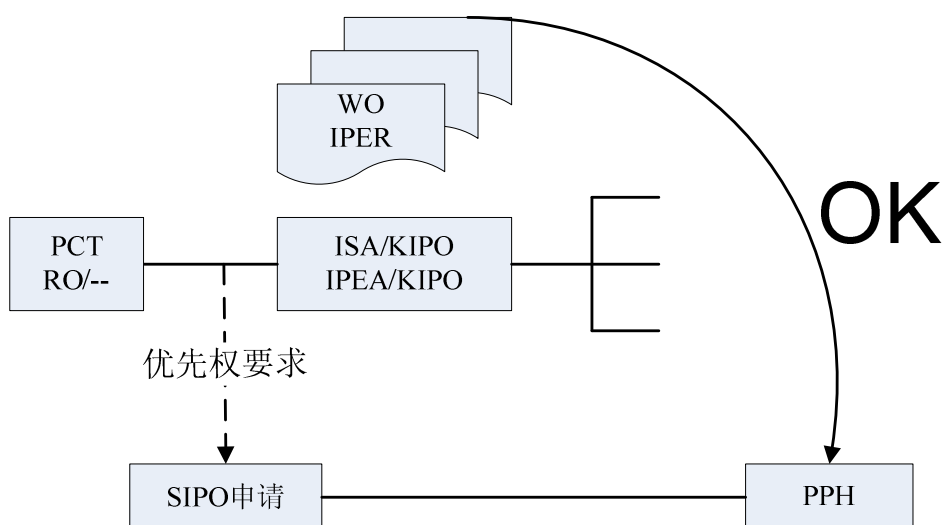 WO
IPER
OK
PCT
RO/--
ISA/KIPO
IPEA/KIPO
优先权要求
SIPO申请
PPH